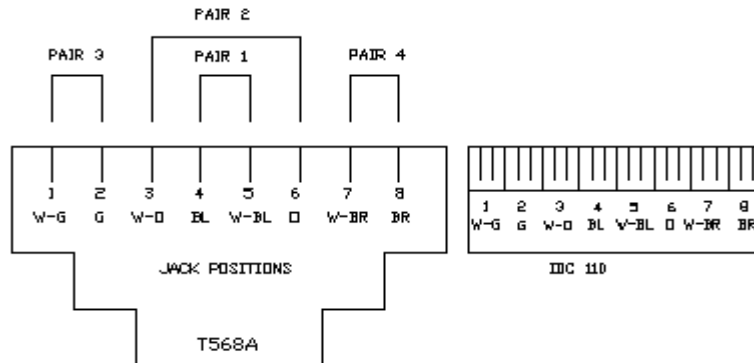 PAIR 2
PAIR 3 PAIR 1 PAIR 4
1 2 3 4 5 6 7 8
W-G G W-O BL W-BL O W-BR BR
1 2 3 4 5 6 7 8
W-G G W-O BL W-BL O W-BR BR
JACK POSITIONS
IDC 110
T568A